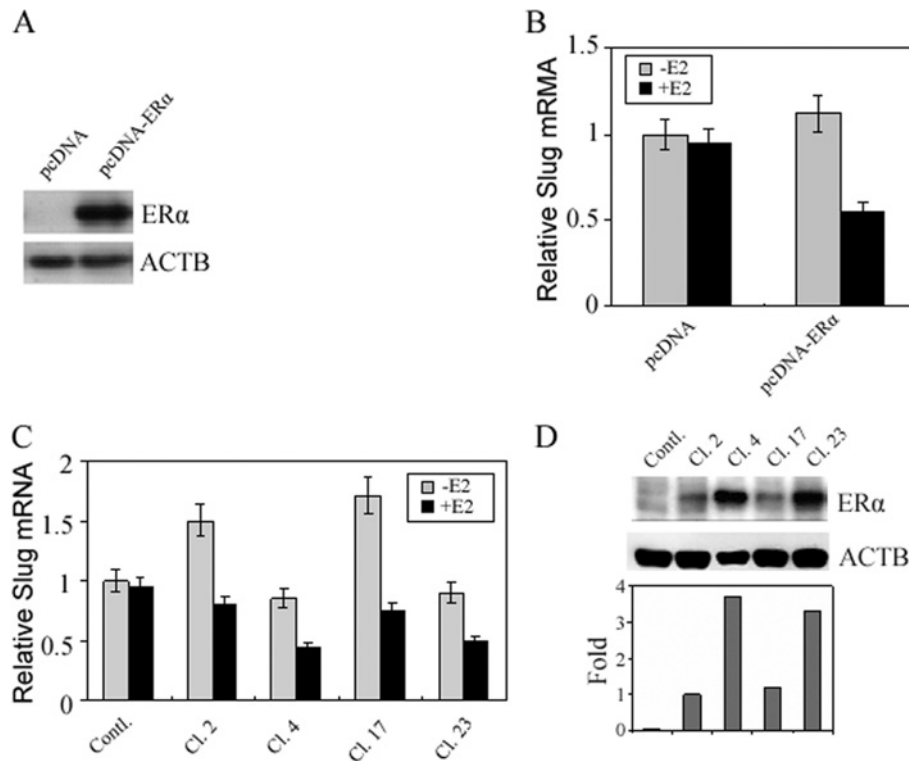 A
pcDNA
pcDNA-ERα
ERα
ACTB
B
Relative Slug mRMA
1.5
1
0.5
0
-E2
+E2
pcDNA
pcDNA-ERα
C
Relative Slug mRNA
2
1.5
1
0.5
0
-E2
+E2
Contl.
Cl. 2
Cl. 4
Cl. 17
Cl. 23
D
Contl.
Cl. 2
Cl. 4
Cl. 17
Cl. 23
ERα
ACTB
Fold
4
3
2
1
0